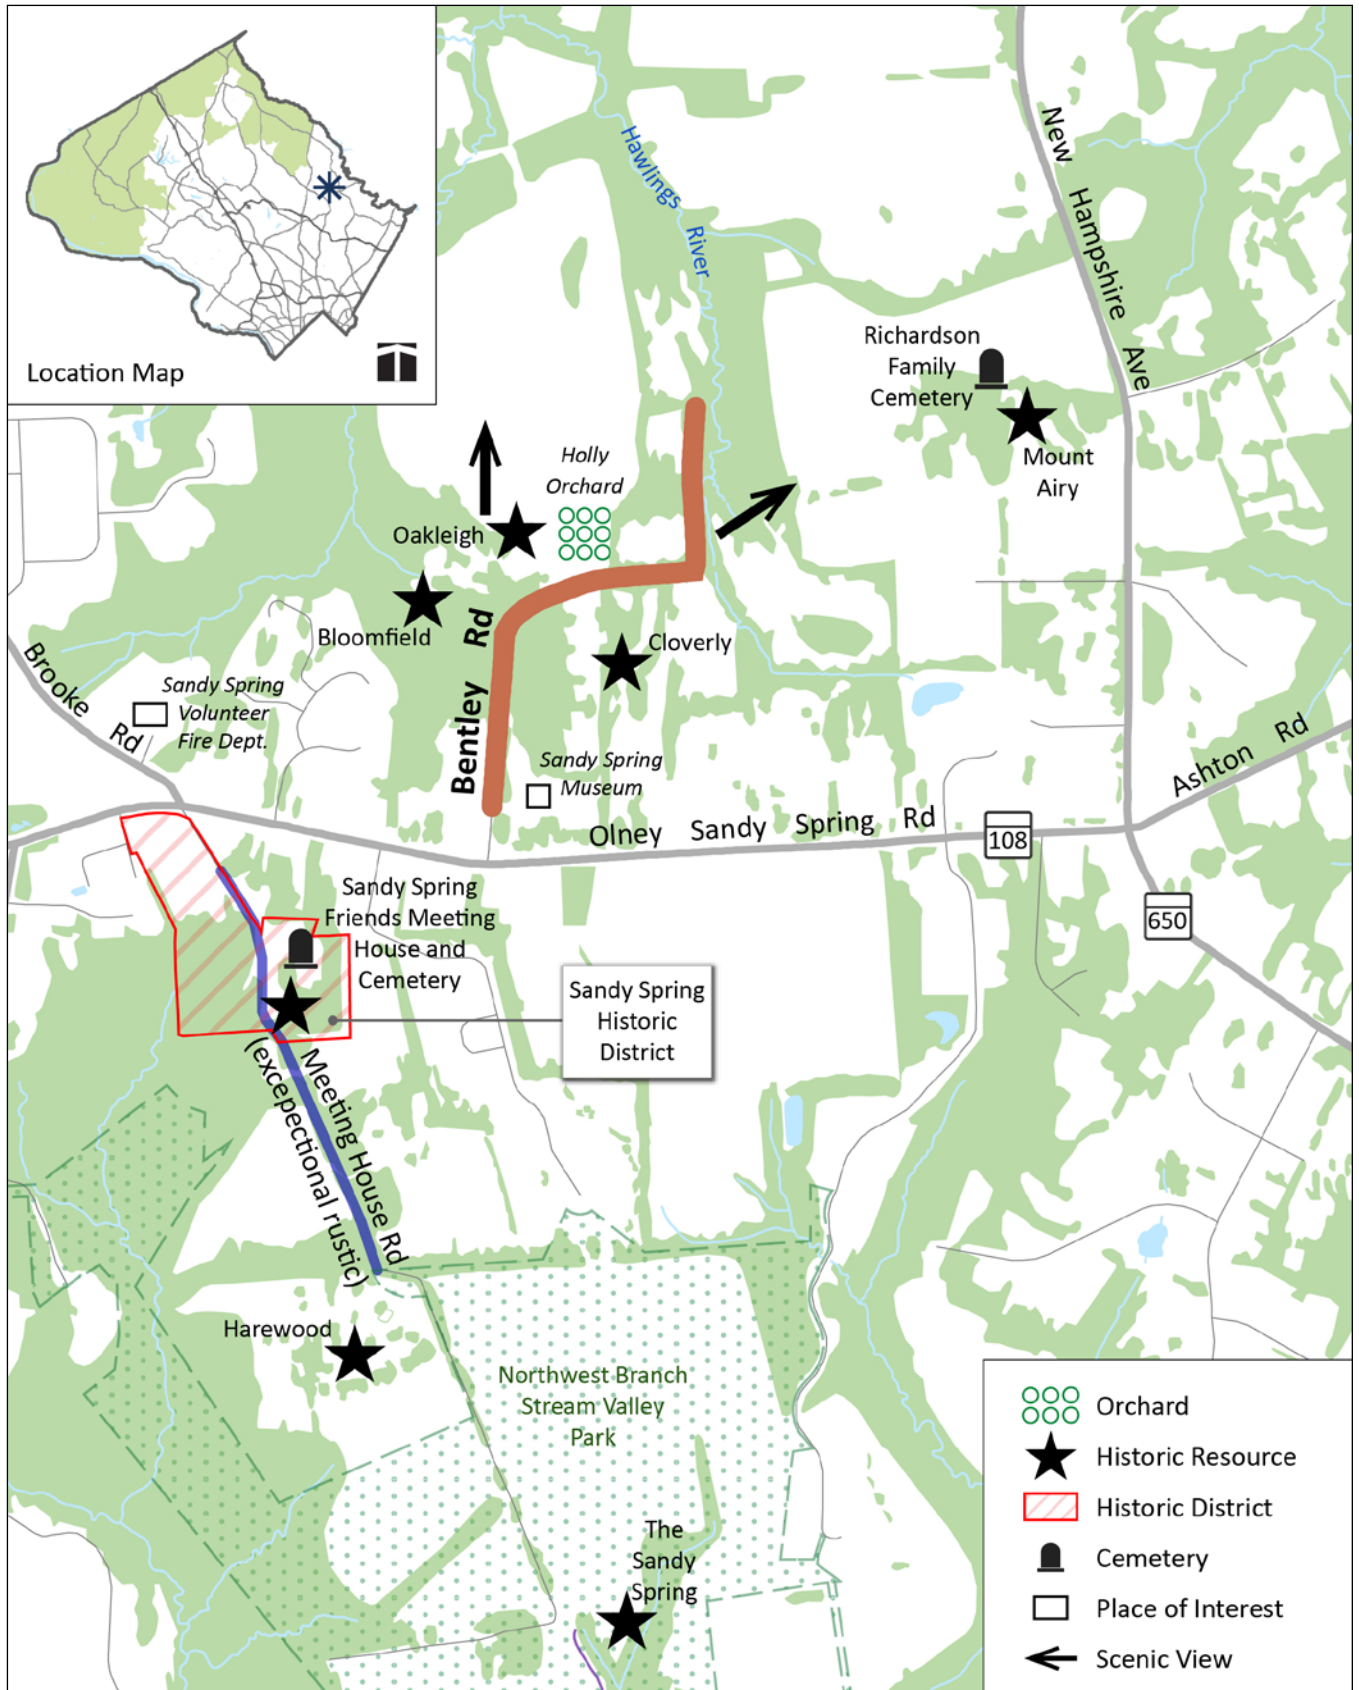 Location Map
Hawlings
River
New
Hampshire
Ave
Richardson
Family
Cemetery
Mount
Airy
Holly
Orchard
Oakleigh
Bloomfield
Cloverly
Bentley Rd
Brooke
Rd
Sandy Spring
Volunteer
Fire Dept.
Sandy Spring
Museum
Olney Sandy Spring Rd
108
Ashton Rd
650
Sandy Spring
Friends Meeting
House and
Cemetery
Sandy Spring
Historic
District
Meeting House Rd
(excepectional rustic)
Harewood
Northwest Branch
Stream Valley
Park
The
Sandy
Spring
Orchard
Historic Resource
Historic District
Cemetery
Place of Interest
Scenic View